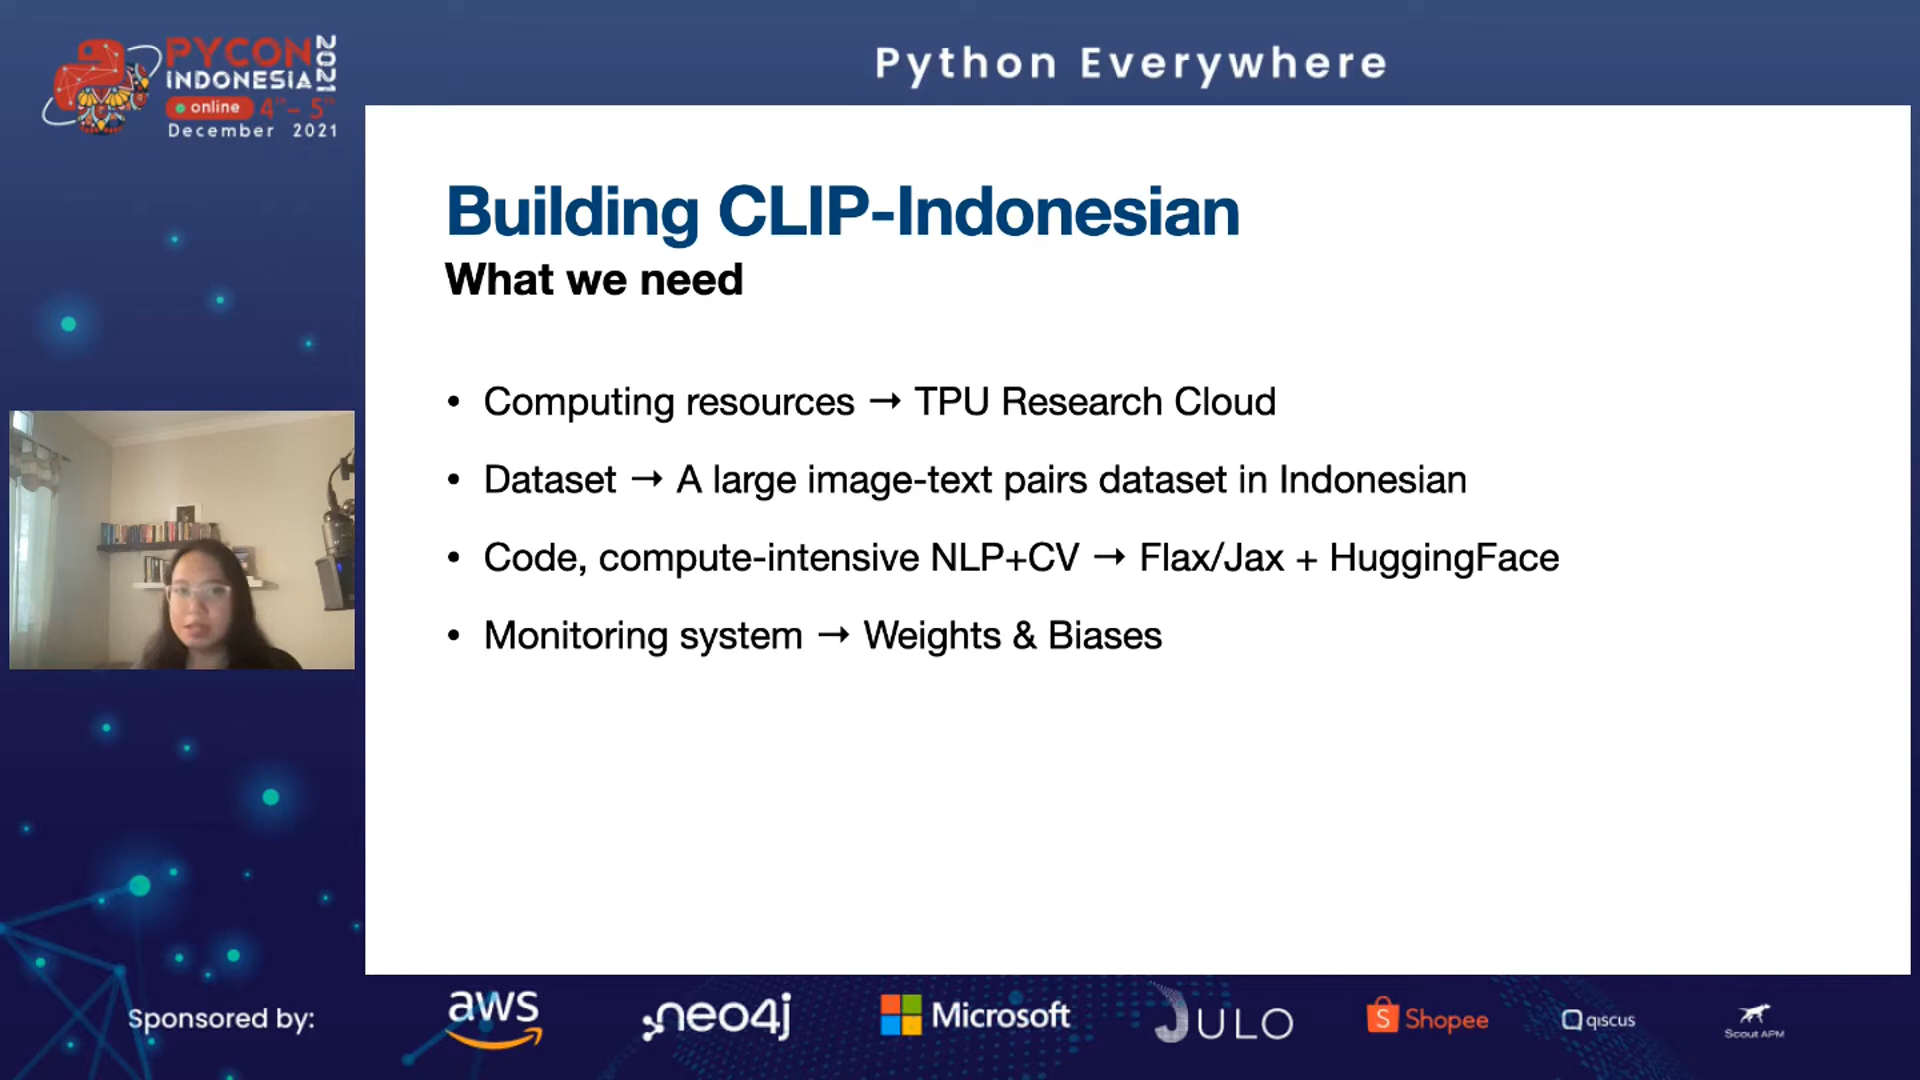 PYCON
INDONESIA
2021
online 4th - 5th
December 2021
Python Everywhere
Building CLIP-Indonesian
What we need
• Computing resources → TPU Research Cloud
• Dataset → A large image-text pairs dataset in Indonesian
• Code, compute-intensive NLP+CV → Flax/Jax + HuggingFace
• Monitoring system → Weights & Biases
Sponsored by:
aws
neo4j
Microsoft
JULO
Shopee
qiscus
Scout APM